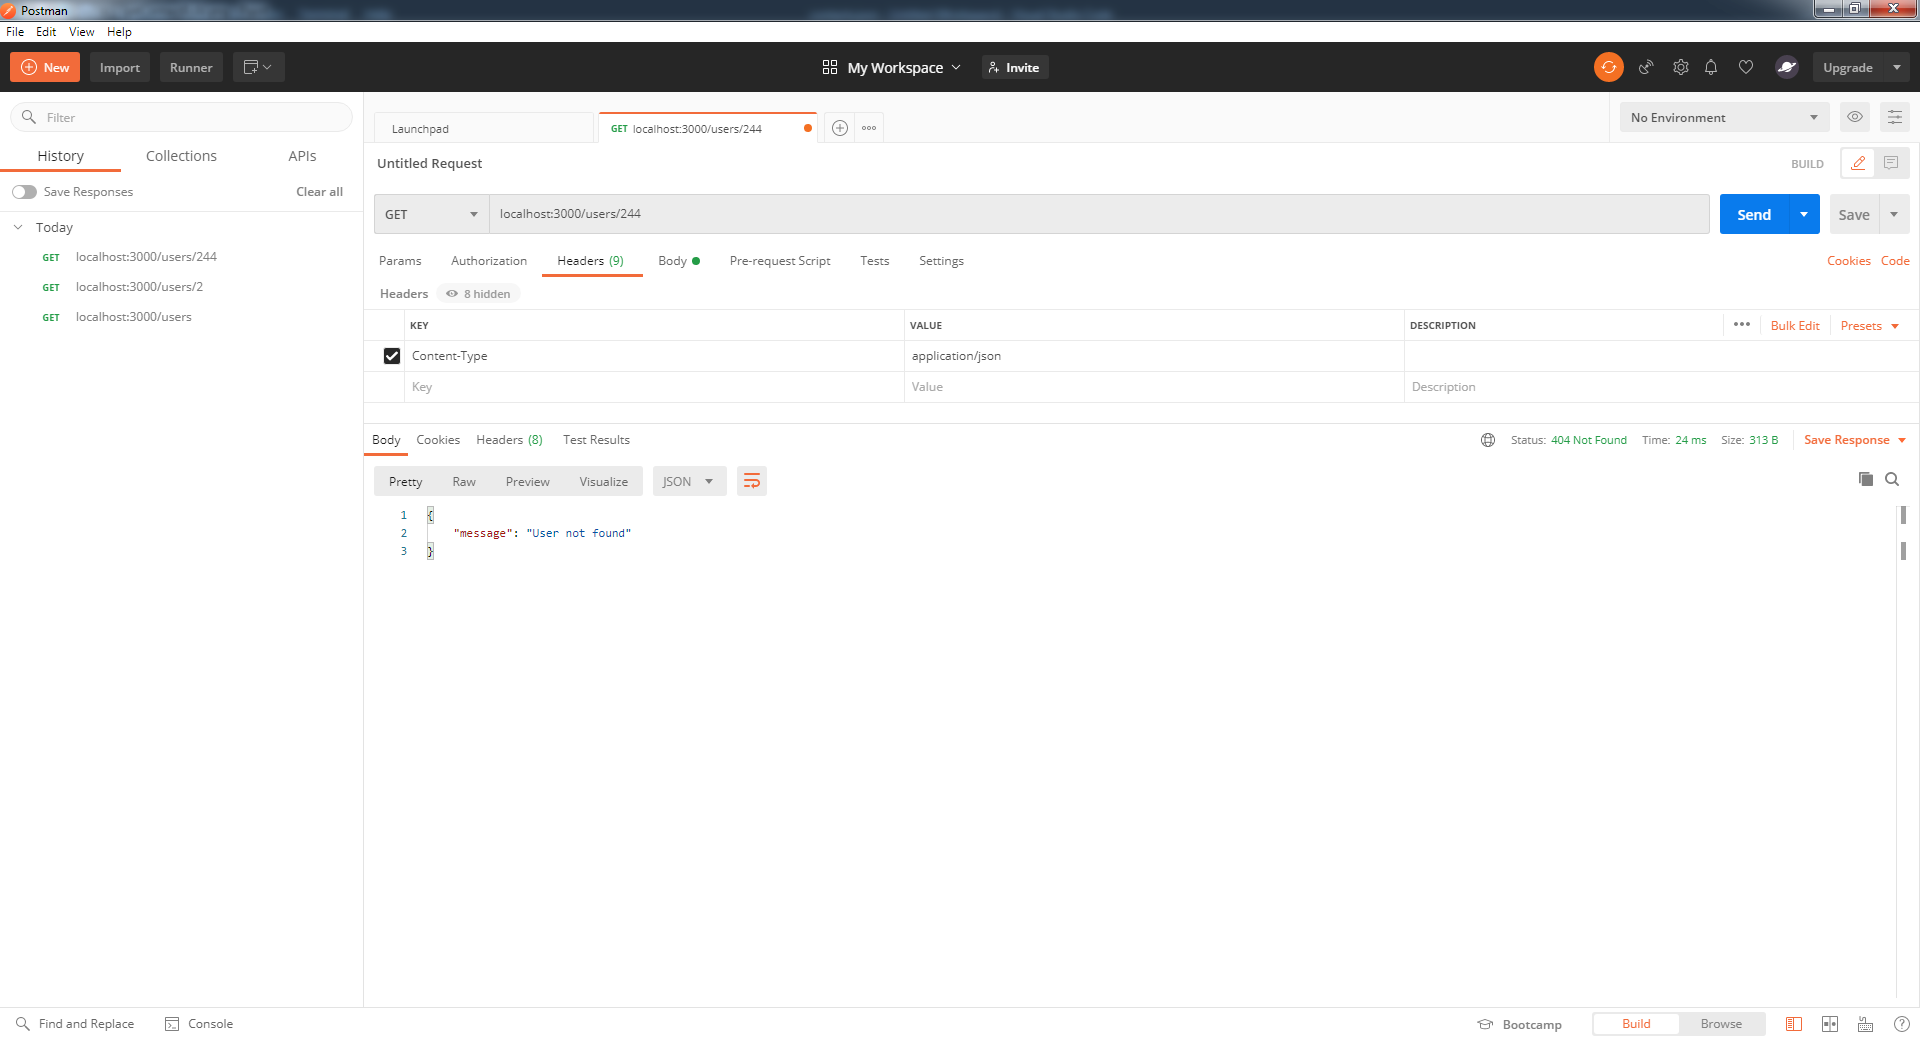 Postman
File Edit View Help
New Import Runner My Workspace Invite Upgrade
Filter
History Collections APIs
Save Responses Clear all
Today
GET localhost:3000/users/244
GET localhost:3000/users/2
GET localhost:3000/users
Launchpad GET localhost:3000/users/244 No Environment
Untitled Request BUILD
GET localhost:3000/users/244 Send Save
Params Authorization Headers (9) Body Pre-request Script Tests Settings Cookies Code
Headers 8 hidden
KEY VALUE DESCRIPTION Bulk Edit Presets
Content-Type application/json
Key Value Description
Body Cookies Headers (8) Test Results Status: 404 Not Found Time: 24 ms Size: 313 B Save Response
Pretty Raw Preview Visualize JSON
1 {
2 "message": "User not found"
3 }
Find and Replace Console Bootcamp Build Browse